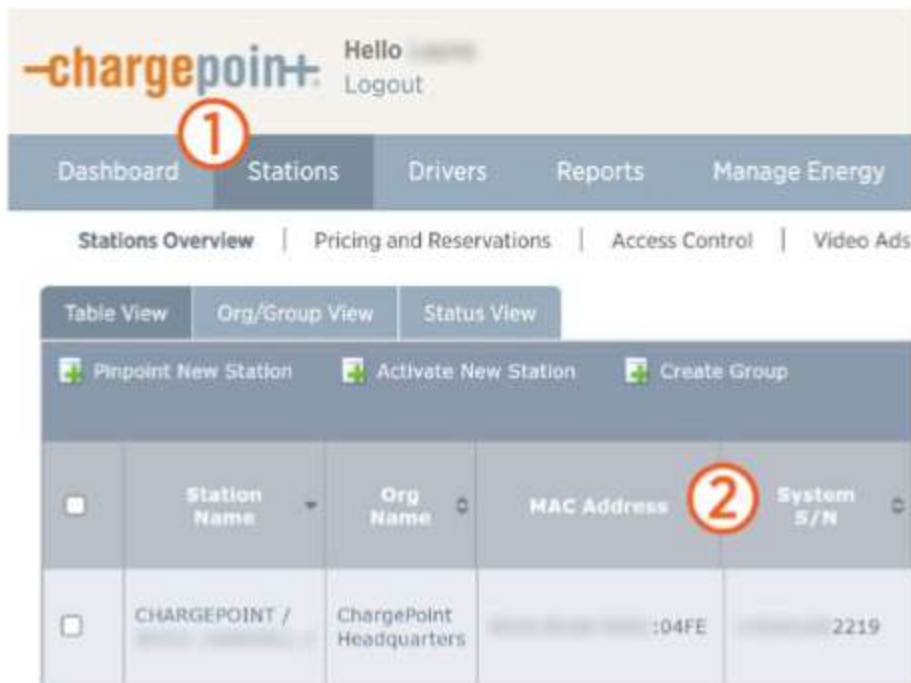 -chargepoin+.
Hello
Logout
1
Dashboard Stations Drivers Reports Manage Energy
Stations Overview | Pricing and Reservations | Access Control | Video Ads
Table View Org/Group View Status View
Pinpoint New Station Activate New Station Create Group
Station Name Org Name MAC Address 2 System S/N
CHARGEPOINT / ChargePoint Headquarters :04FE 2219